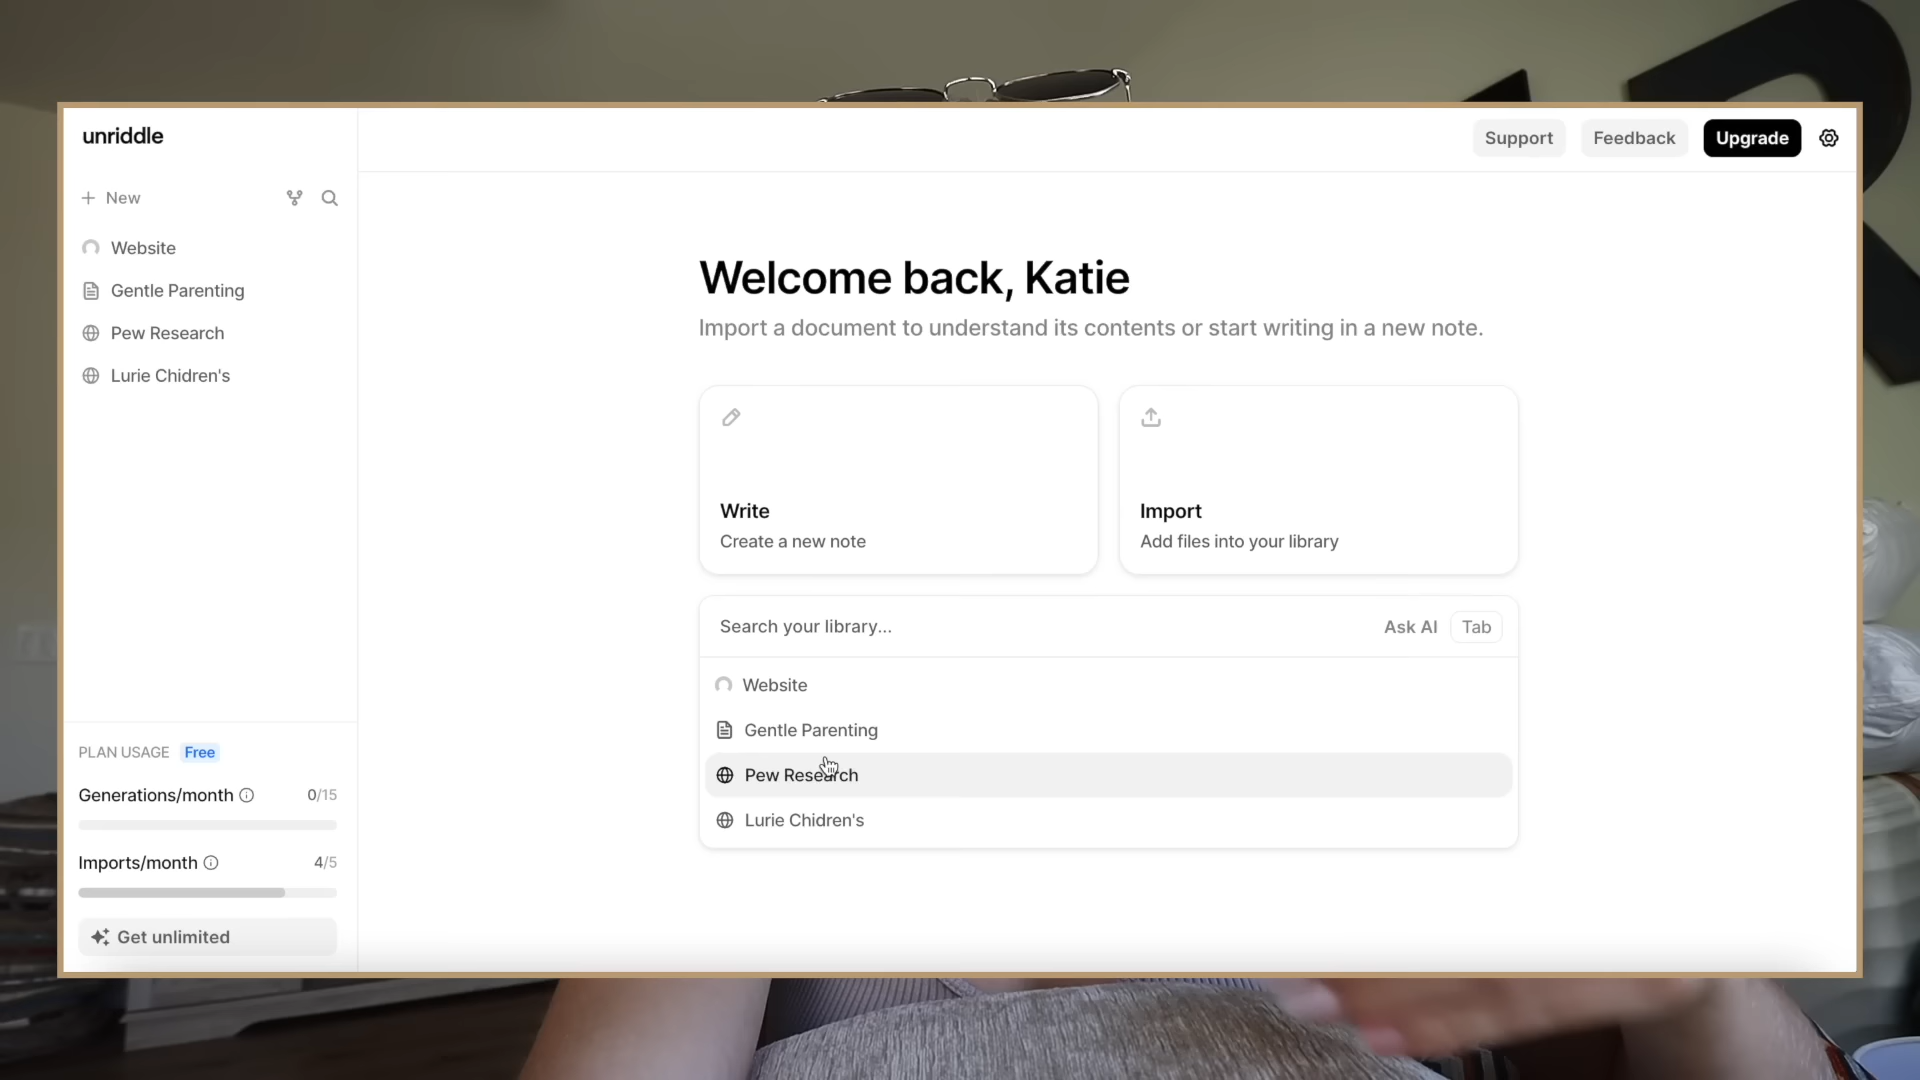 unriddle
Support
Feedback
Upgrade
New
Website
Gentle Parenting
Pew Research
Lurie Chidren's
Welcome back, Katie
Import a document to understand its contents or start writing in a new note.
Write
Create a new note
Import
Add files into your library
Search your library...
Ask AI
Tab
Website
Gentle Parenting
Pew Research
Lurie Chidren's
PLAN USAGE Free
Generations/month 0/15
Imports/month 4/5
Get unlimited